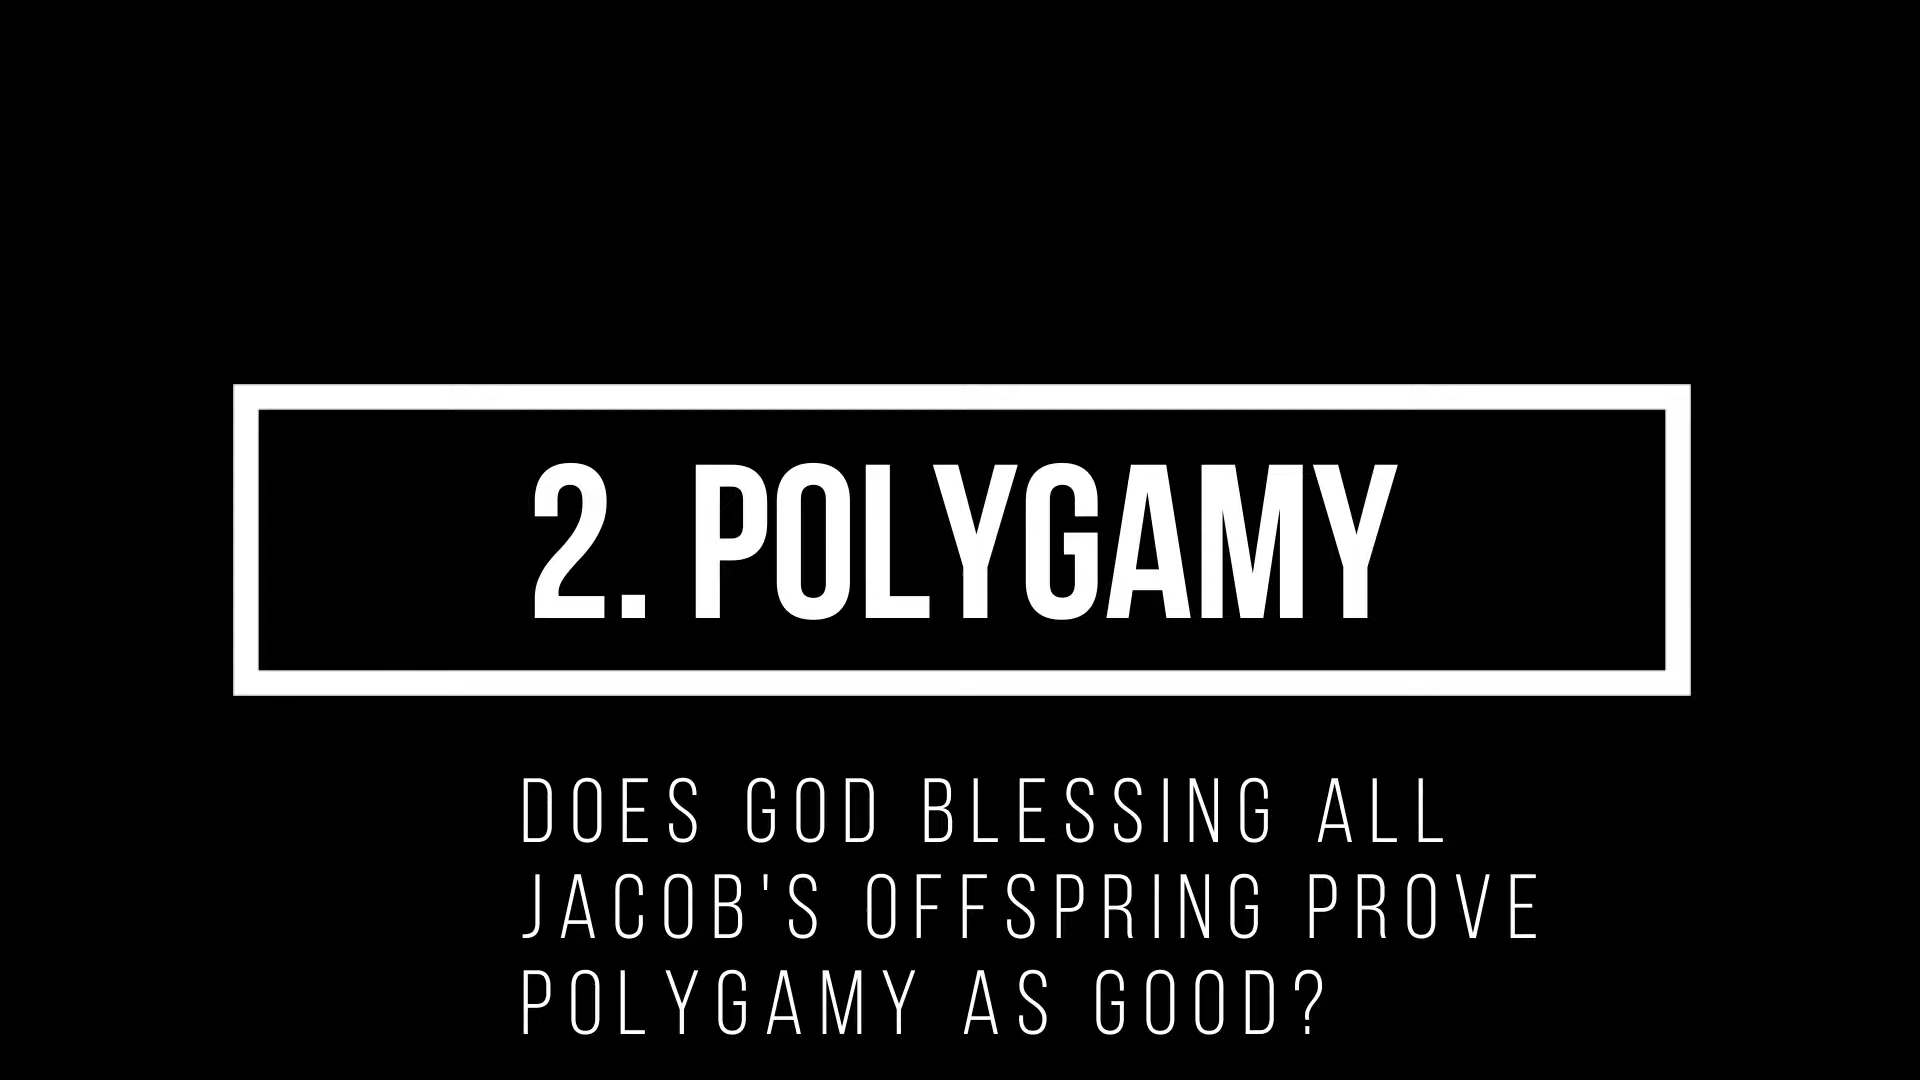 2. POLYGAMY
DOES GOD BLESSING ALL
JACOB'S OFFSPRING PROVE
POLYGAMY AS GOOD?